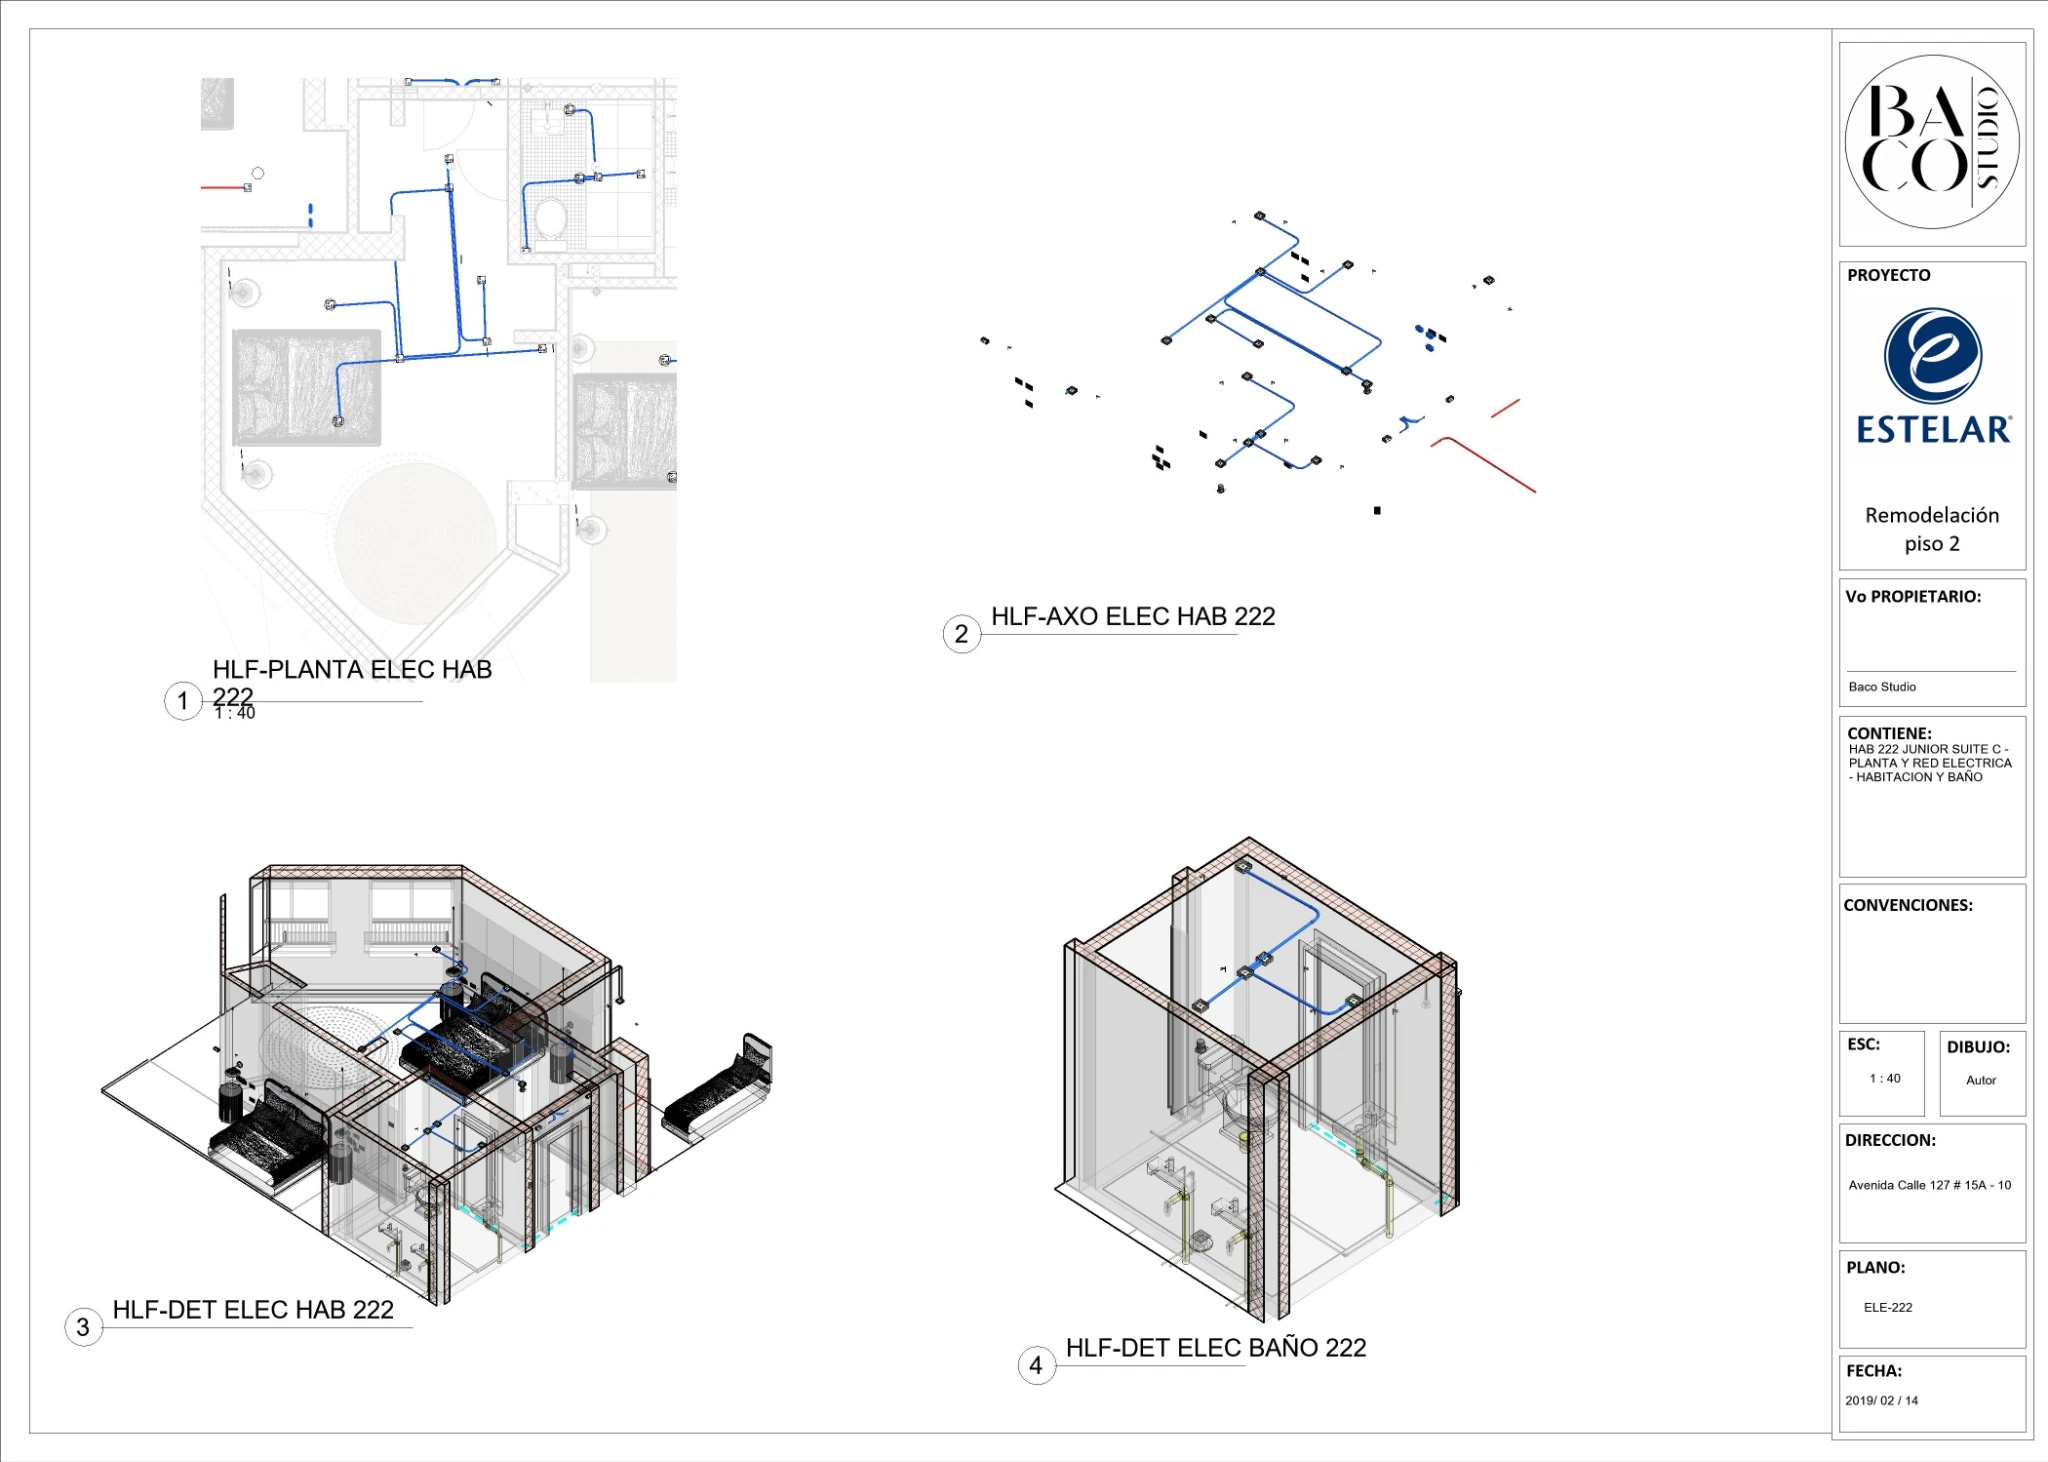 HLF-PLANTA ELEC HAB
222
1
1 : 40
HLF-AXO ELEC HAB 222
2
HLF-DET ELEC HAB 222
3
HLF-DET ELEC BAÑO 222
4
BA
CO
STUDIO
PROYECTO
ESTELAR
Remodelación
piso 2
Vo PROPIETARIO:
Baco Studio
CONTIENE:
HAB 222 JUNIOR SUITE C -
PLANTA Y RED ELECTRICA
- HABITACION Y BAÑO
CONVENCIONES:
ESC:
1 : 40
DIBUJO:
Autor
DIRECCION:
Avenida Calle 127 # 15A - 10
PLANO:
ELE-222
FECHA:
2019/ 02 / 14